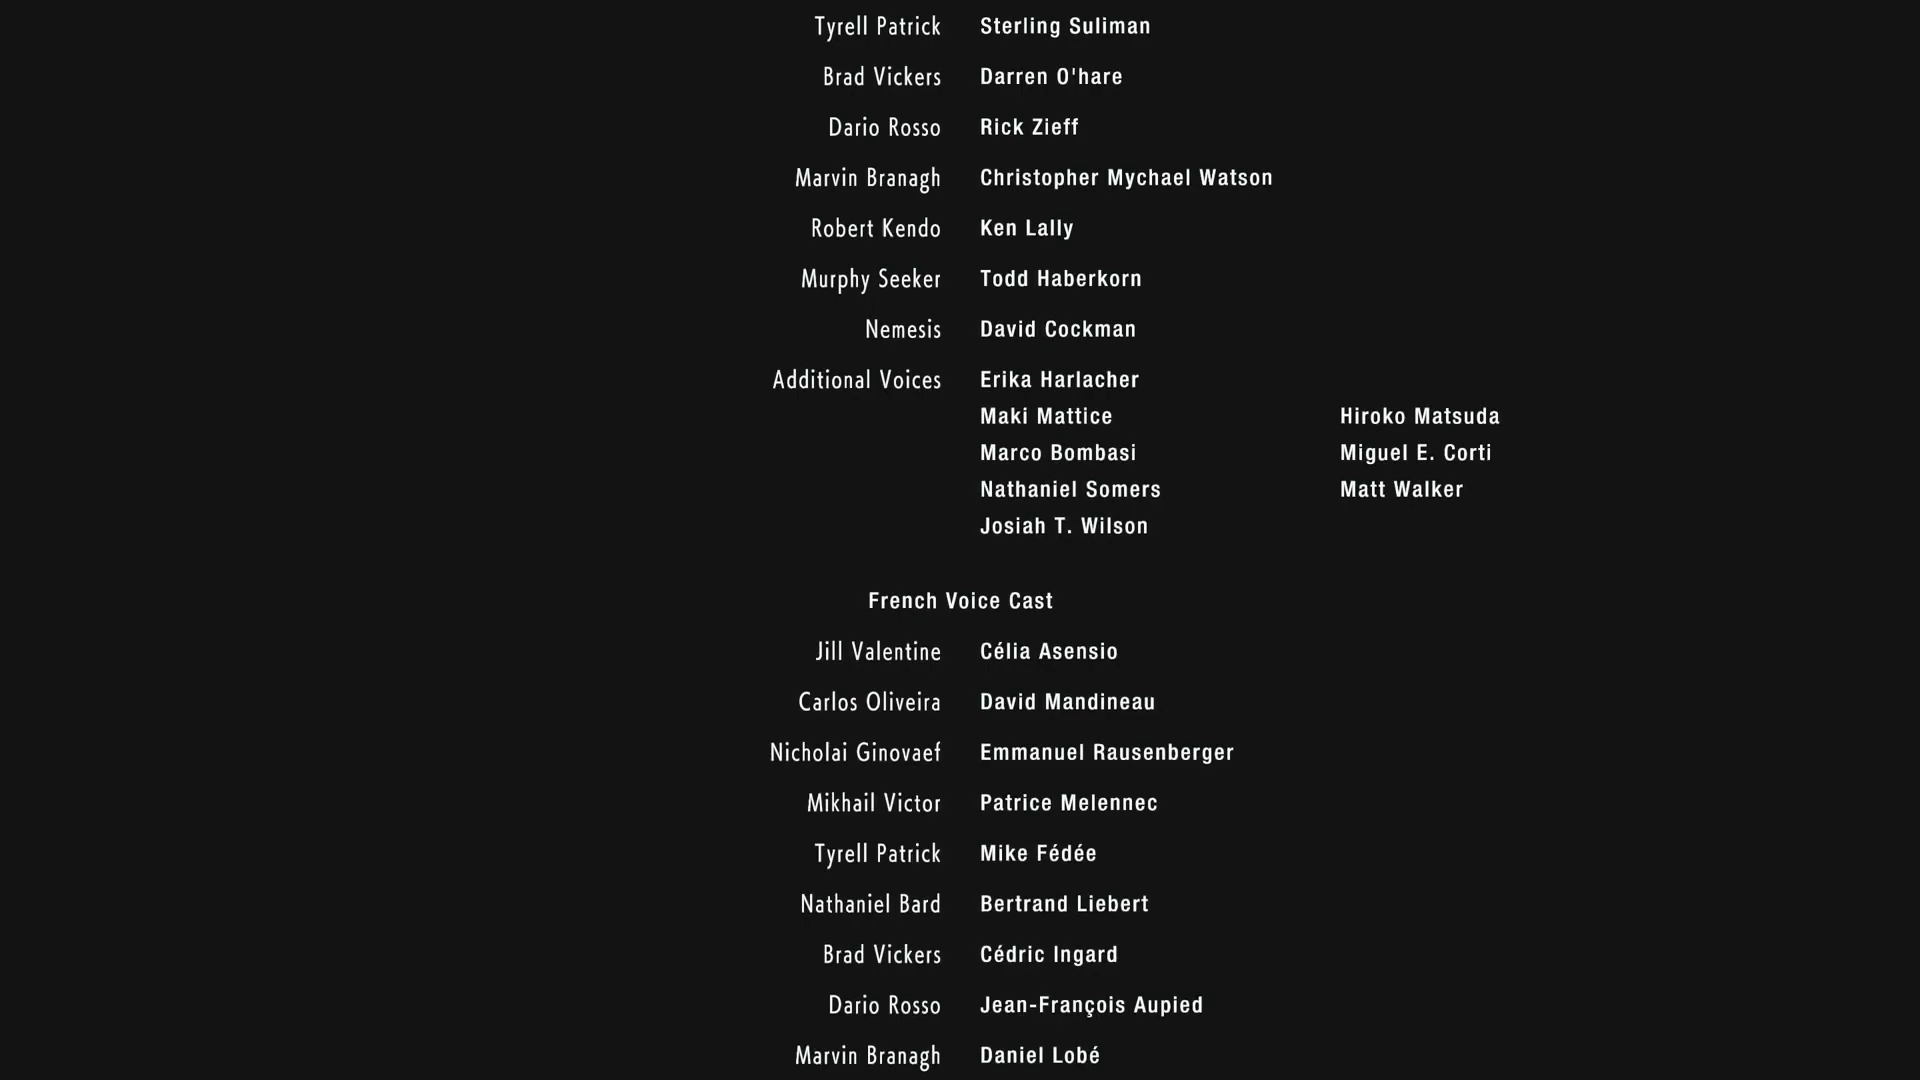 Tyrell Patrick Sterling Suliman
Brad Vickers Darren O'hare
Dario Rosso Rick Zieff
Marvin Branagh Christopher Mychael Watson
Robert Kendo Ken Lally
Murphy Seeker Todd Haberkorn
Nemesis David Cockman
Additional Voices Erika Harlacher
Maki Mattice Hiroko Matsuda
Marco Bombasi Miguel E. Corti
Nathaniel Somers Matt Walker
Josiah T. Wilson
French Voice Cast
Jill Valentine Célia Asensio
Carlos Oliveira David Mandineau
Nicholai Ginovaef Emmanuel Rausenberger
Mikhail Victor Patrice Melennec
Tyrell Patrick Mike Fédée
Nathaniel Bard Bertrand Liebert
Brad Vickers Cédric Ingard
Dario Rosso Jean-François Aupied
Marvin Branagh Daniel Lobé